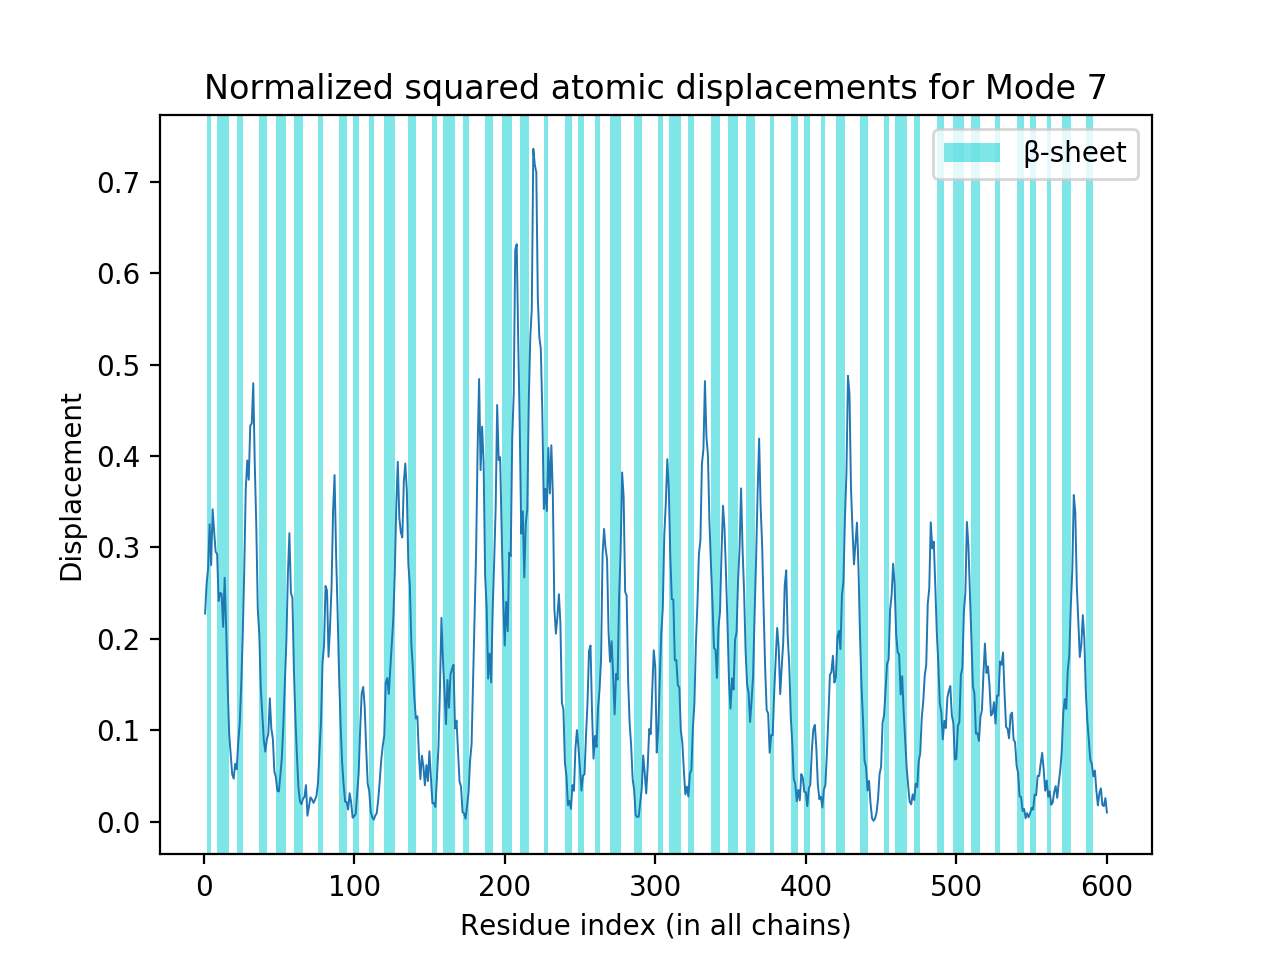 Normalized squared atomic displacements for Mode 7
β-sheet
0.7
0.6
0.5
0.4
0.3
0.2
0.1
0.0
Displacement
0 100 200 300 400 500 600
Residue index (in all chains)